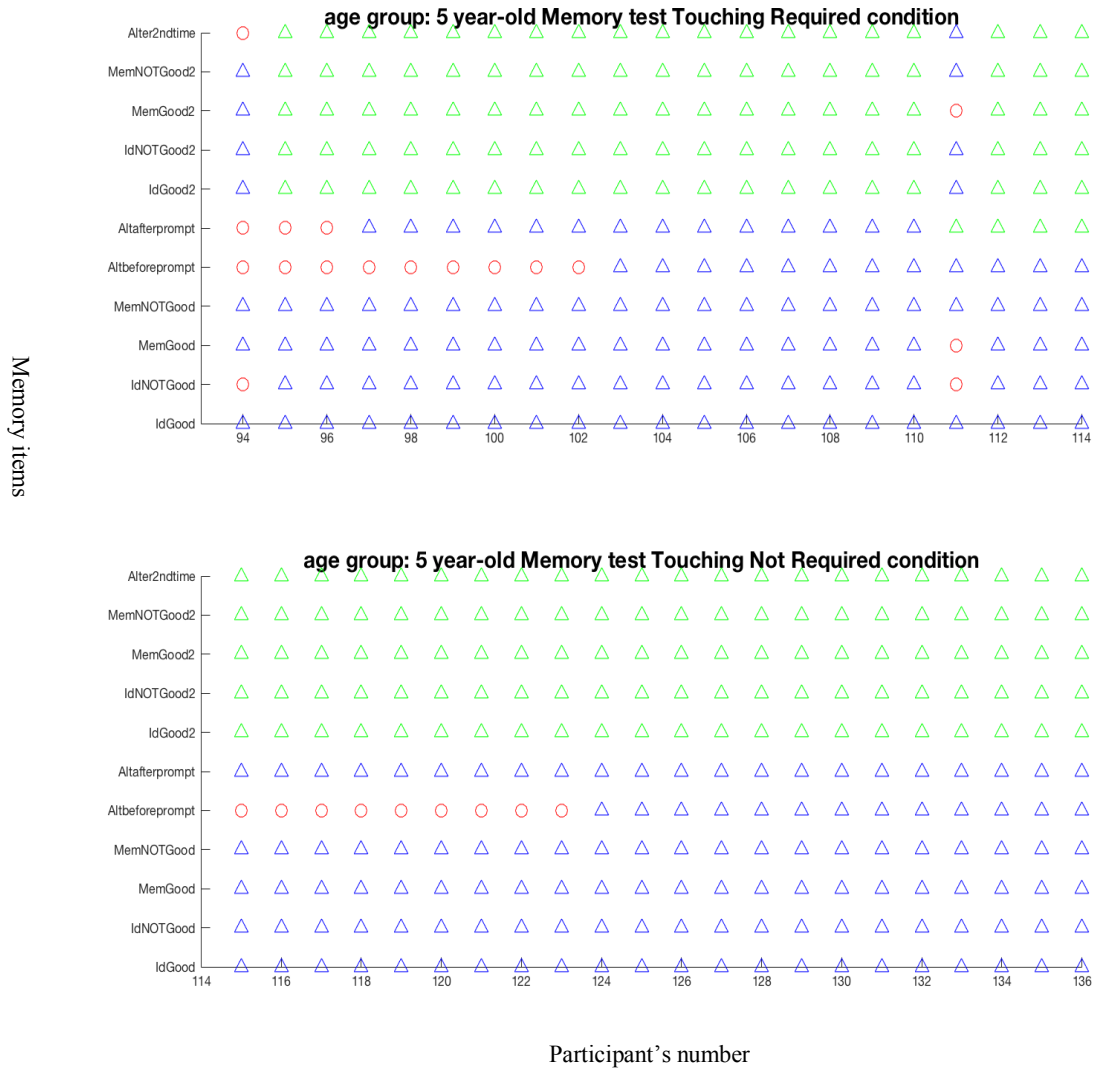 age group: 5 year-old Memory test Touching Required condition
Alter2ndtime
MemNOTGood2
MemGood2
IdNOTGood2
IdGood2
Altafterprompt
Altbeforeprompt
MemNOTGood
MemGood
IdNOTGood
IdGood
94 96 98 100 102 104 106 108 110 112 114
Memory items
age group: 5 year-old Memory test Touching Not Required condition
Alter2ndtime
MemNOTGood2
MemGood2
IdNOTGood2
IdGood2
Altafterprompt
Altbeforeprompt
MemNOTGood
MemGood
IdNOTGood
IdGood
114 116 118 120 122 124 126 128 130 132 134 136
Participant’s number